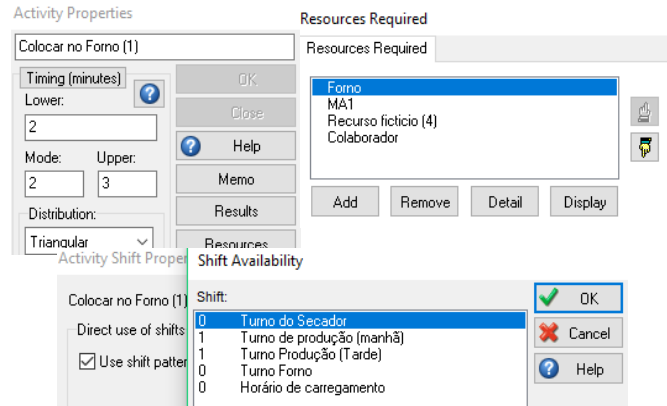 Activity Properties
Colocar no Forno (1)
Timing (minutes)
Lower:
2
Mode:
Upper:
2
3
Distribution:
Triangular
OK
Close
Help
Memo
Results
Resources
Resources Required
Resources Required
Forno
MA1
Recurso ficticio (4)
Colaborador
Add
Remove
Detail
Display
Activity Shift Proper
Colocar no Forno (1)
Direct use of shifts
Use shift patter
Shift Availability
Shift:
0 Turno do Secador
1 Turno de produção (manhã)
1 Turno Produção (Tarde)
0 Turno Forno
0 Horário de carregamento
OK
Cancel
Help